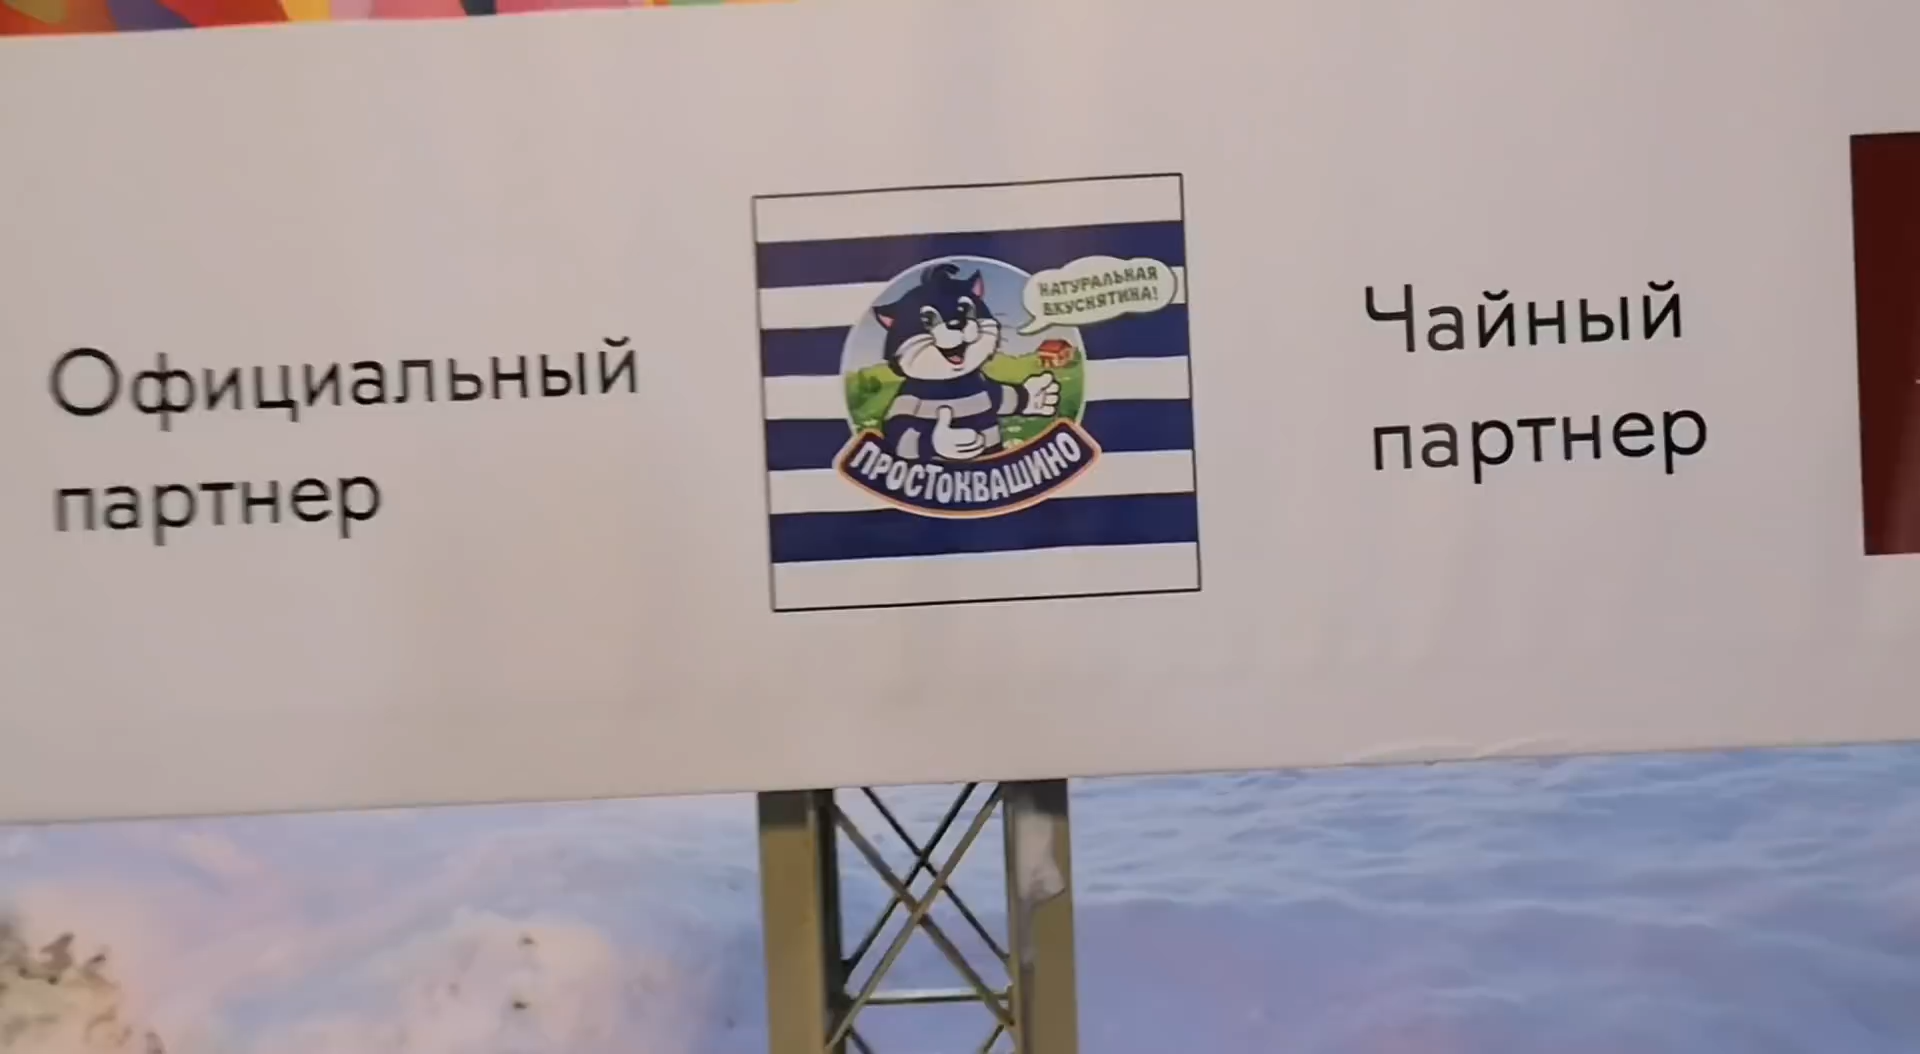 Официальный
партнер
НАТУРАЛЬНАЯ
ВКУСНЯТИНА!
ПРОСТОКВАШИНО
Чайный
партнер